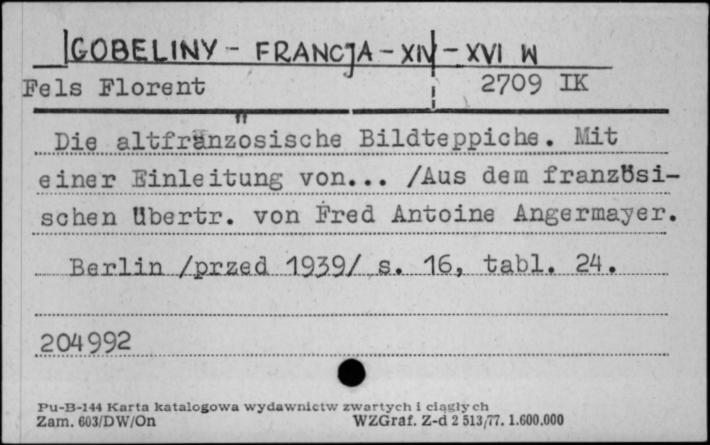 GOBELINY - FRANCJA - XIV - XVI W
Fels Florent 2709 IK
Die altfränzösische Bildteppiche. Mit
einer Einleitung von... /Aus dem französi-
schen Übertr. von Fred Antoine Angermayer.
Berlin /przed 1939/ s. 16, tabl. 24.
204992
Pu-B-144 Karta katalogowa wydawnictw zwartych i ciągłych
Zam. 603/DW/On WZGraf. Z-d 2 513/77. 1.600.000